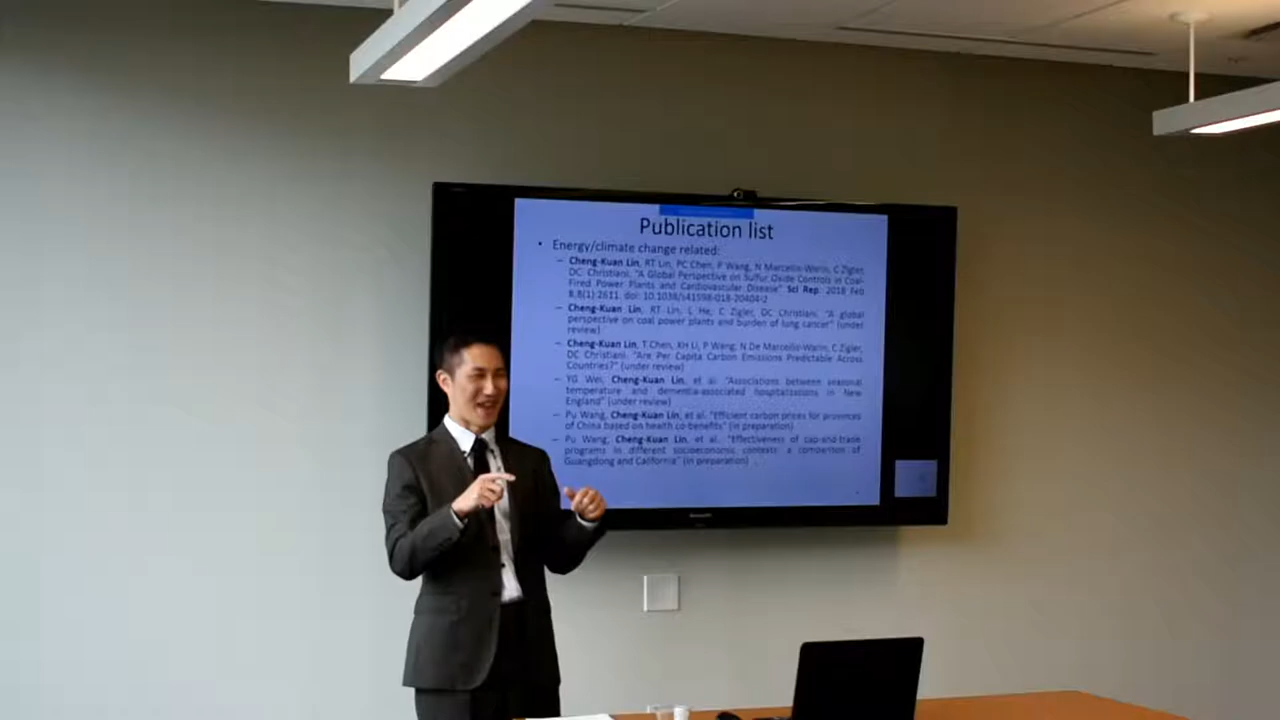 Publication list
• Energy/climate change related:
– Cheng-Kuan Lin, RT Lin, PC Chen, P Wang, N Marcellis-Warin, C Zigler,
DC Christiani. "A Global Perspective on Sulfur Oxide Controls in Coal-
Fired Power Plants and Cardiovascular Disease" Sci Rep. 2018 Feb
8;8(1):2611. doi: 10.1038/s41598-018-20404-2
– Cheng-Kuan Lin, RT Lin, L He, C Zigler, DC Christiani. "A global
perspective on coal power plants and burden of lung cancer" (under
review)
– Cheng-Kuan Lin, T Chen, XH Li, P Wang, N De Marcellis-Warin, C Zigler,
DC Christiani. "Are Per Capita Carbon Emissions Predictable Across
Countries?" (under review)
– YG Wei, Cheng-Kuan Lin, et al. "Associations between seasonal
temperature and dementia-associated hospitalizations in New
England" (under review)
– Pu Wang, Cheng-Kuan Lin, et al. "Efficient carbon prices for provinces
of China based on health co-benefits" (in preparation)
– Pu Wang, Cheng-Kuan Lin, et al. "Effectiveness of cap-and-trade
programs in different socioeconomic contexts: a comparison of
Guangdong and California" (in preparation)